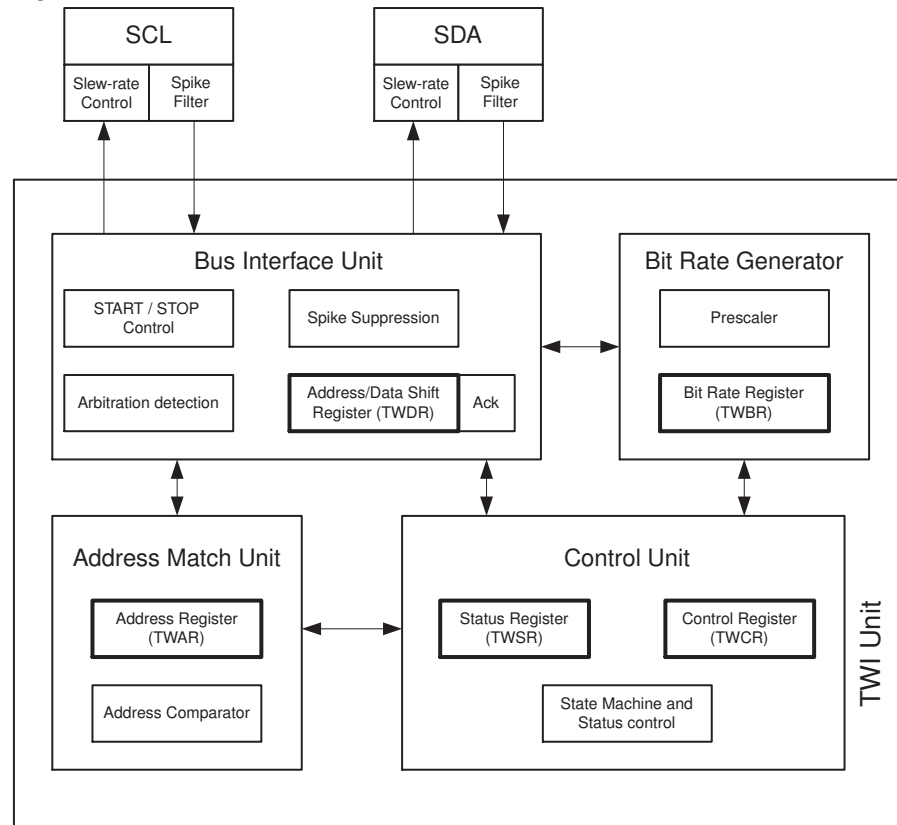 SCL
SDA
Slew-rate
Control
Spike
Filter
Slew-rate
Control
Spike
Filter
Bus Interface Unit
START / STOP
Control
Spike Suppression
Arbitration detection
Address/Data Shift
Register (TWDR)
Ack
Bit Rate Generator
Prescaler
Bit Rate Register
(TWBR)
Address Match Unit
Address Register
(TWAR)
Address Comparator
Control Unit
Status Register
(TWSR)
Control Register
(TWCR)
State Machine and
Status control
TWI Unit